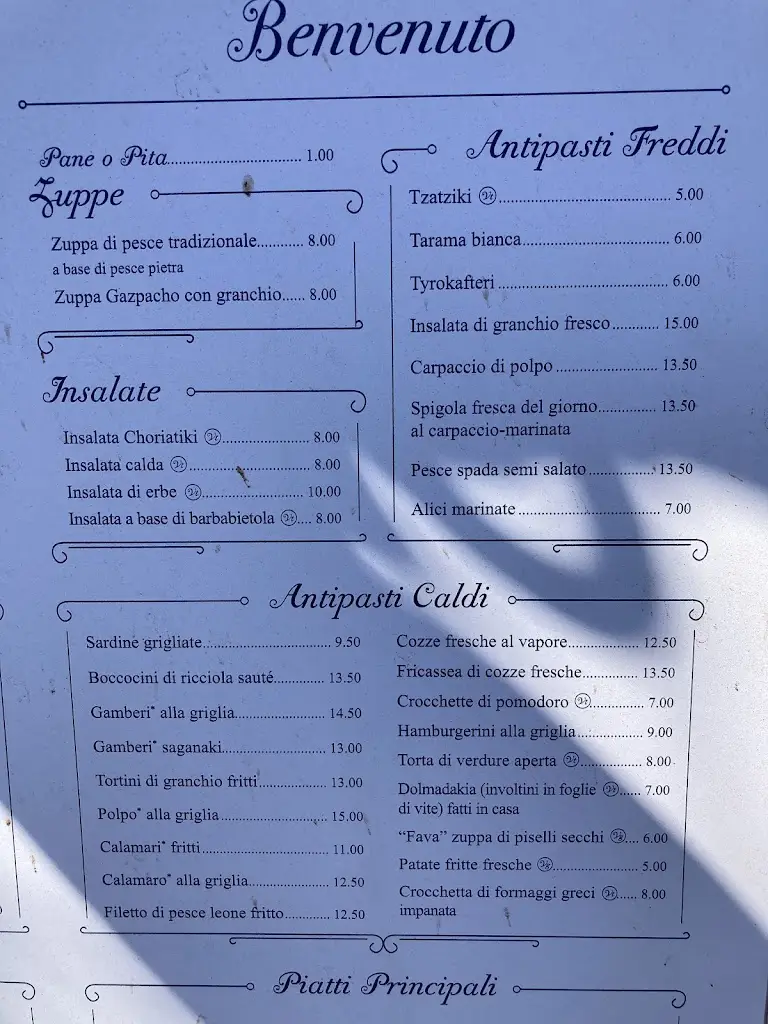 Benvenuto
Pane o Pita............................... 1.00
Zuppe
Zuppa di pesce tradizionale............ 8.00
a base di pesce pietra
Zuppa Gazpacho con granchio...... 8.00
Insalate
Insalata Choriatiki ....................... 8.00
Insalata calda ................................ 8.00
Insalata di erbe .......................... 10.00
Insalata a base di barbabietola .... 8.00
Antipasti Freddi
Tzatziki ........................................... 5.00
Tarama bianca..................................... 6.00
Tyrokafteri ........................................... 6.00
Insalata di granchio fresco............ 15.00
Carpaccio di polpo .......................... 13.50
Spigola fresca del giorno.............. 13.50
al carpaccio-marinata
Pesce spada semi salato ................. 13.50
Alici marinate .................................... 7.00
Antipasti Caldi
Sardine grigliate................................. 9.50
Boccocini di ricciola sauté............. 13.50
Gamberi* alla griglia....................... 14.50
Gamberi* saganaki........................... 13.00
Tortini di granchio fritti.................. 13.00
Polpo* alla griglia............................ 15.00
Calamari* fritti................................. 11.00
Calamaro* alla griglia..................... 12.50
Filetto di pesce leone fritto............ 12.50
Cozze fresche al vapore.................. 12.50
Fricassea di cozze fresche.............. 13.50
Crocchette di pomodoro .............. 7.00
Hamburgerini alla griglia................. 9.00
Torta di verdure aperta ................ 8.00
Dolmadakia (involtini in foglie ...... 7.00
di vite) fatti in casa
“Fava” zuppa di piselli secchi .... 6.00
Patate fritte fresche ....................... 5.00
Crocchetta di formaggi greci ...... 8.00
impanata
Piatti Principali